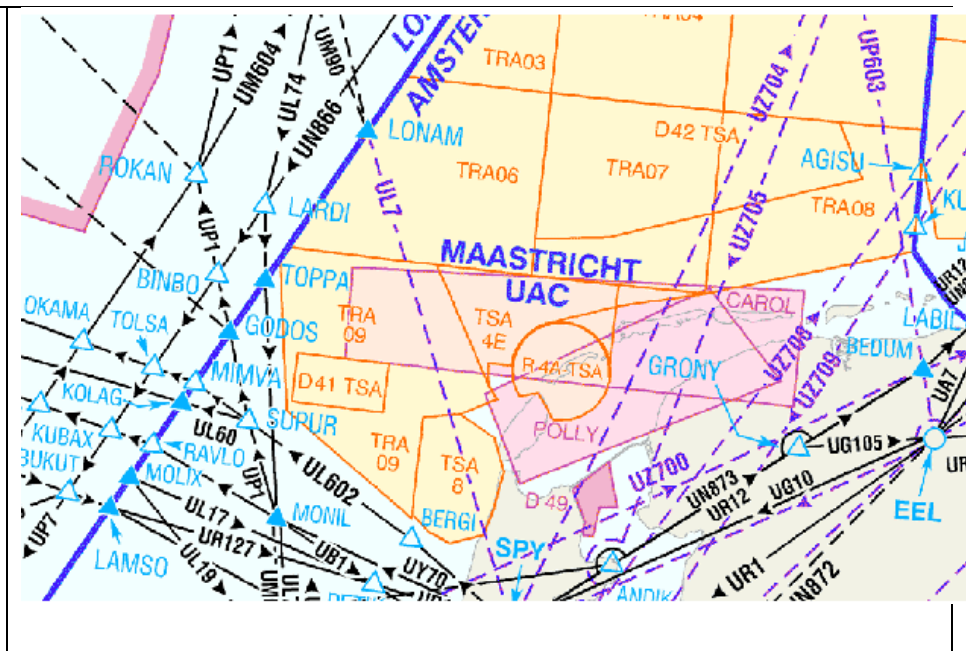 TRA04
LON
AMSTER
UP1
UM604
UL74
UM90
UN866
TRA03
UZ704
UP603
LONAM
D42 TSA
AGISU
ROKAN
TRA06
TRA07
UL7
UZ705
TRA08
LARDI
UP1
MAASTRICHT
UAC
BINBO
TOPPA
UR12
CAROL
OKAMA
TOLSA
GODOS
TRA
09
TSA
4E
R 4A TSA
GRONY
UZ708
UZ709
BEDUM
LABIL
MIMVA
D41 TSA
KOLAG
SUPUR
UA7
UL60
POLLY
KUBAX
RAVLO
TRA
09
TSA
8
UG105
BUKUT
MOLIX
UP1
UL602
UZ700
UN873
UR12
UG10
D 49
EEL
UP7
UL17
MONIL
BERGI
SPY
LAMSO
UR127
UB1
UL19
UY70
UR1
UN872
ANDIK